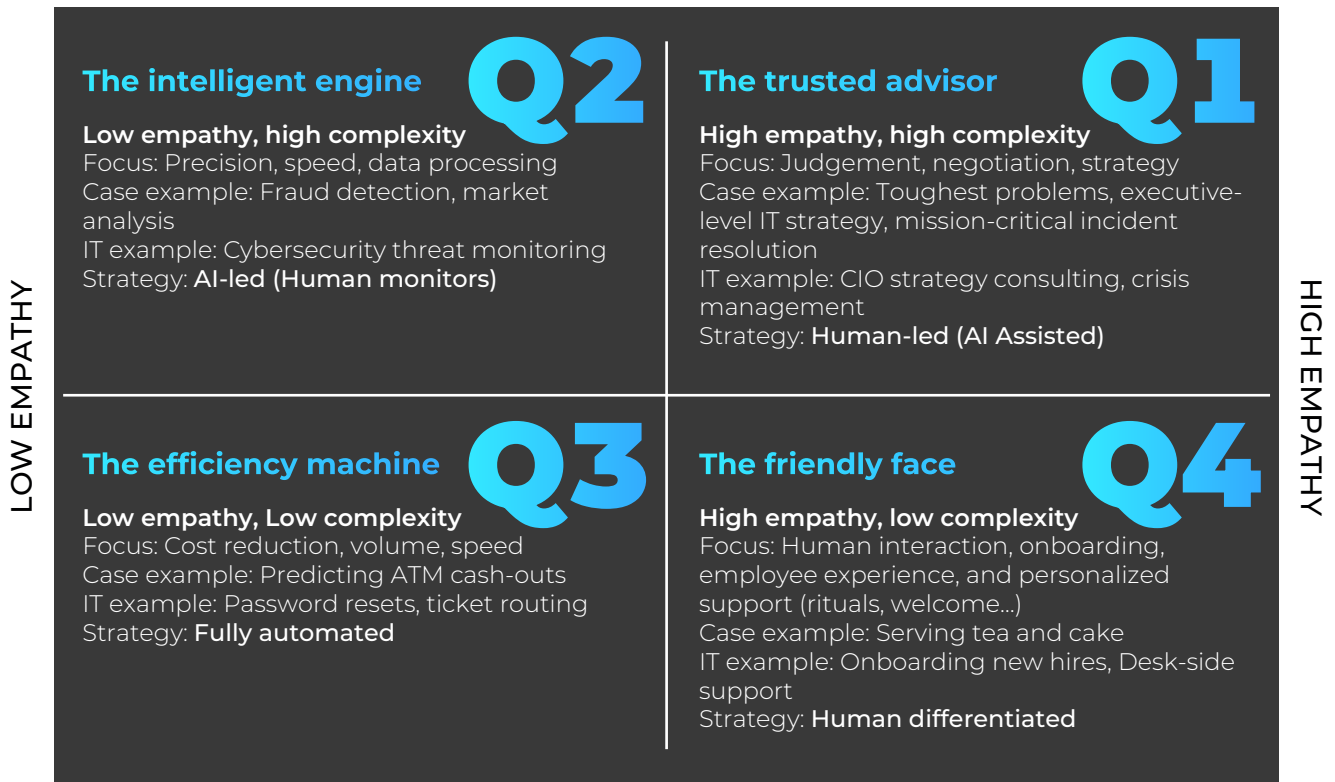 LOW EMPATHY
Q2
The intelligent engine
Low empathy, high complexity
Focus: Precision, speed, data processing
Case example: Fraud detection, market
analysis
IT example: Cybersecurity threat monitoring
Strategy: AI-led (Human monitors)
Q1
The trusted advisor
High empathy, high complexity
Focus: Judgement, negotiation, strategy
Case example: Toughest problems, executive-
level IT strategy, mission-critical incident
resolution
IT example: CIO strategy consulting, crisis
management
Strategy: Human-led (AI Assisted)
Q3
The efficiency machine
Low empathy, Low complexity
Focus: Cost reduction, volume, speed
Case example: Predicting ATM cash-outs
IT example: Password resets, ticket routing
Strategy: Fully automated
Q4
The friendly face
High empathy, low complexity
Focus: Human interaction, onboarding,
employee experience, and personalized
support (rituals, welcome...)
Case example: Serving tea and cake
IT example: Onboarding new hires, Desk-side
support
Strategy: Human differentiated
HIGH EMPATHY